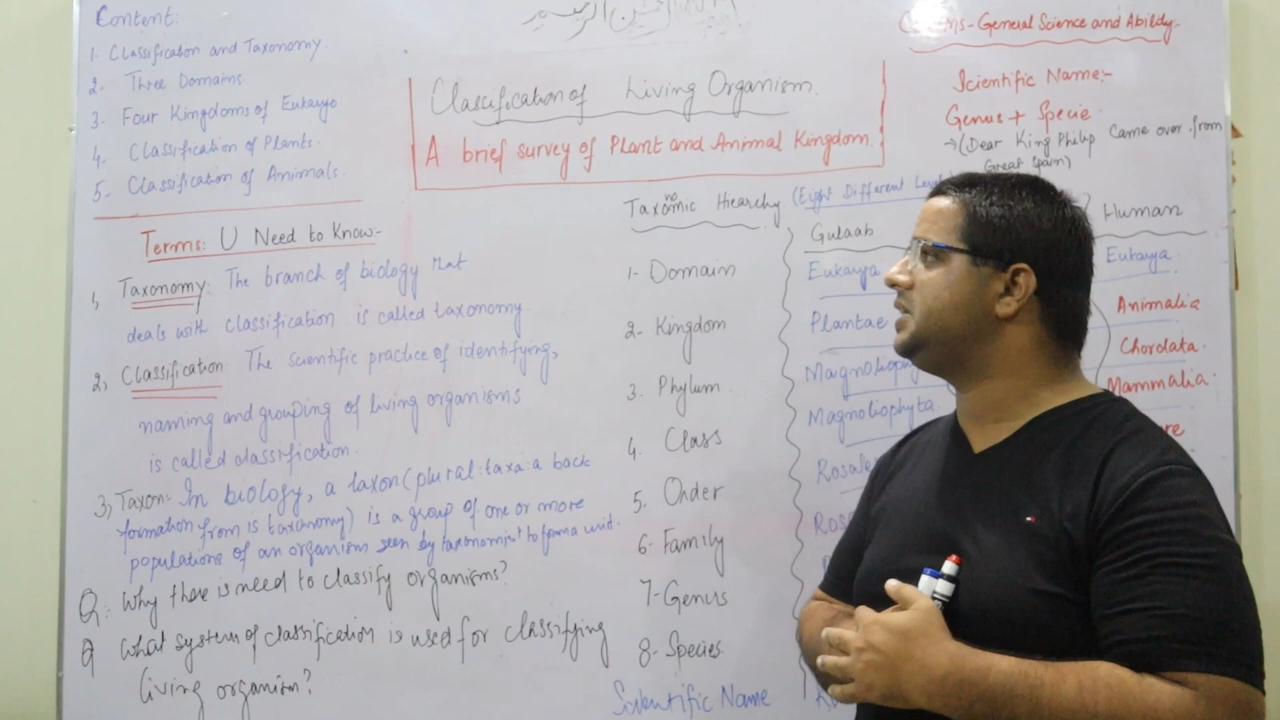 Content:
1. Classification and Taxonomy.
2. Three Domains
3. Four Kingdoms of Eukarya
4. Classification of Plants.
5. Classification of Animals.
Terms: U Need to Know:-
1, Taxonomy: The branch of biology that
deals with classification is called taxonomy.
2, Classification The scientific practice of identifying,
naming and grouping of living organisms
is called classification.
3, Taxon:- In biology, a taxon (plural: taxa: a back
formation from is taxonomy) is a group of one or more
populations of an organism seen by taxonomist to form a unit.
Q:- Why there is need to classify organisms?
Q What system of classification is used for classifying
living organism?
Classification of Living Organism.
A brief survey of Plant and Animal Kingdom
General Science and Ability.
Scientific Name:-
Genus + Specie
→(Dear King Philip Came over from
Great Spain)
Taxonomic Hiearchy (Eight Different
1- Domain
2- Kingdom
3. Phylum
4. Class
5. Order
6- Family
7- Genus
8- Species
Scientific Name
Gulaab
Eukarya
Plantae
Magnoliophyta.
Human
Eukarya.
Animalia
Chordata.
Mammalia.